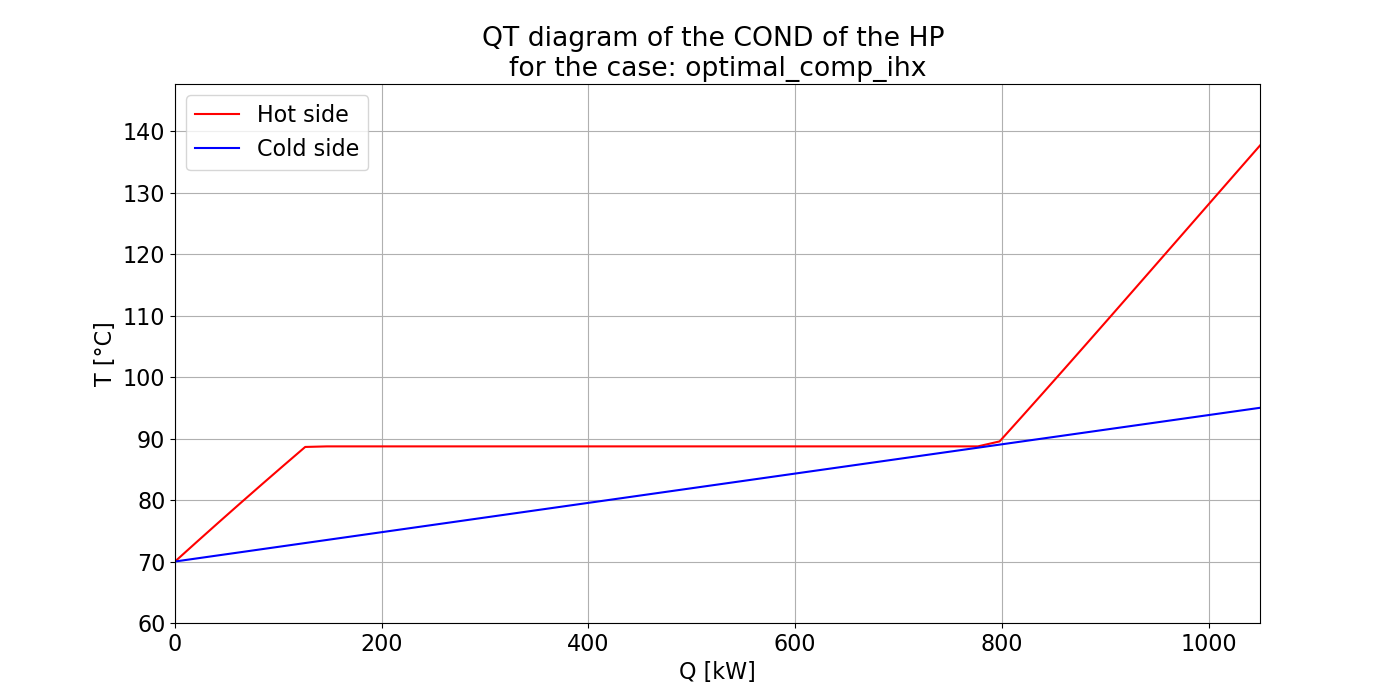 QT diagram of the COND of the HP
for the case: optimal_comp_ihx
Hot side
Cold side
140
130
120
110
100
90
80
70
60
T [°C]
0
200
400
600
800
1000
Q [kW]